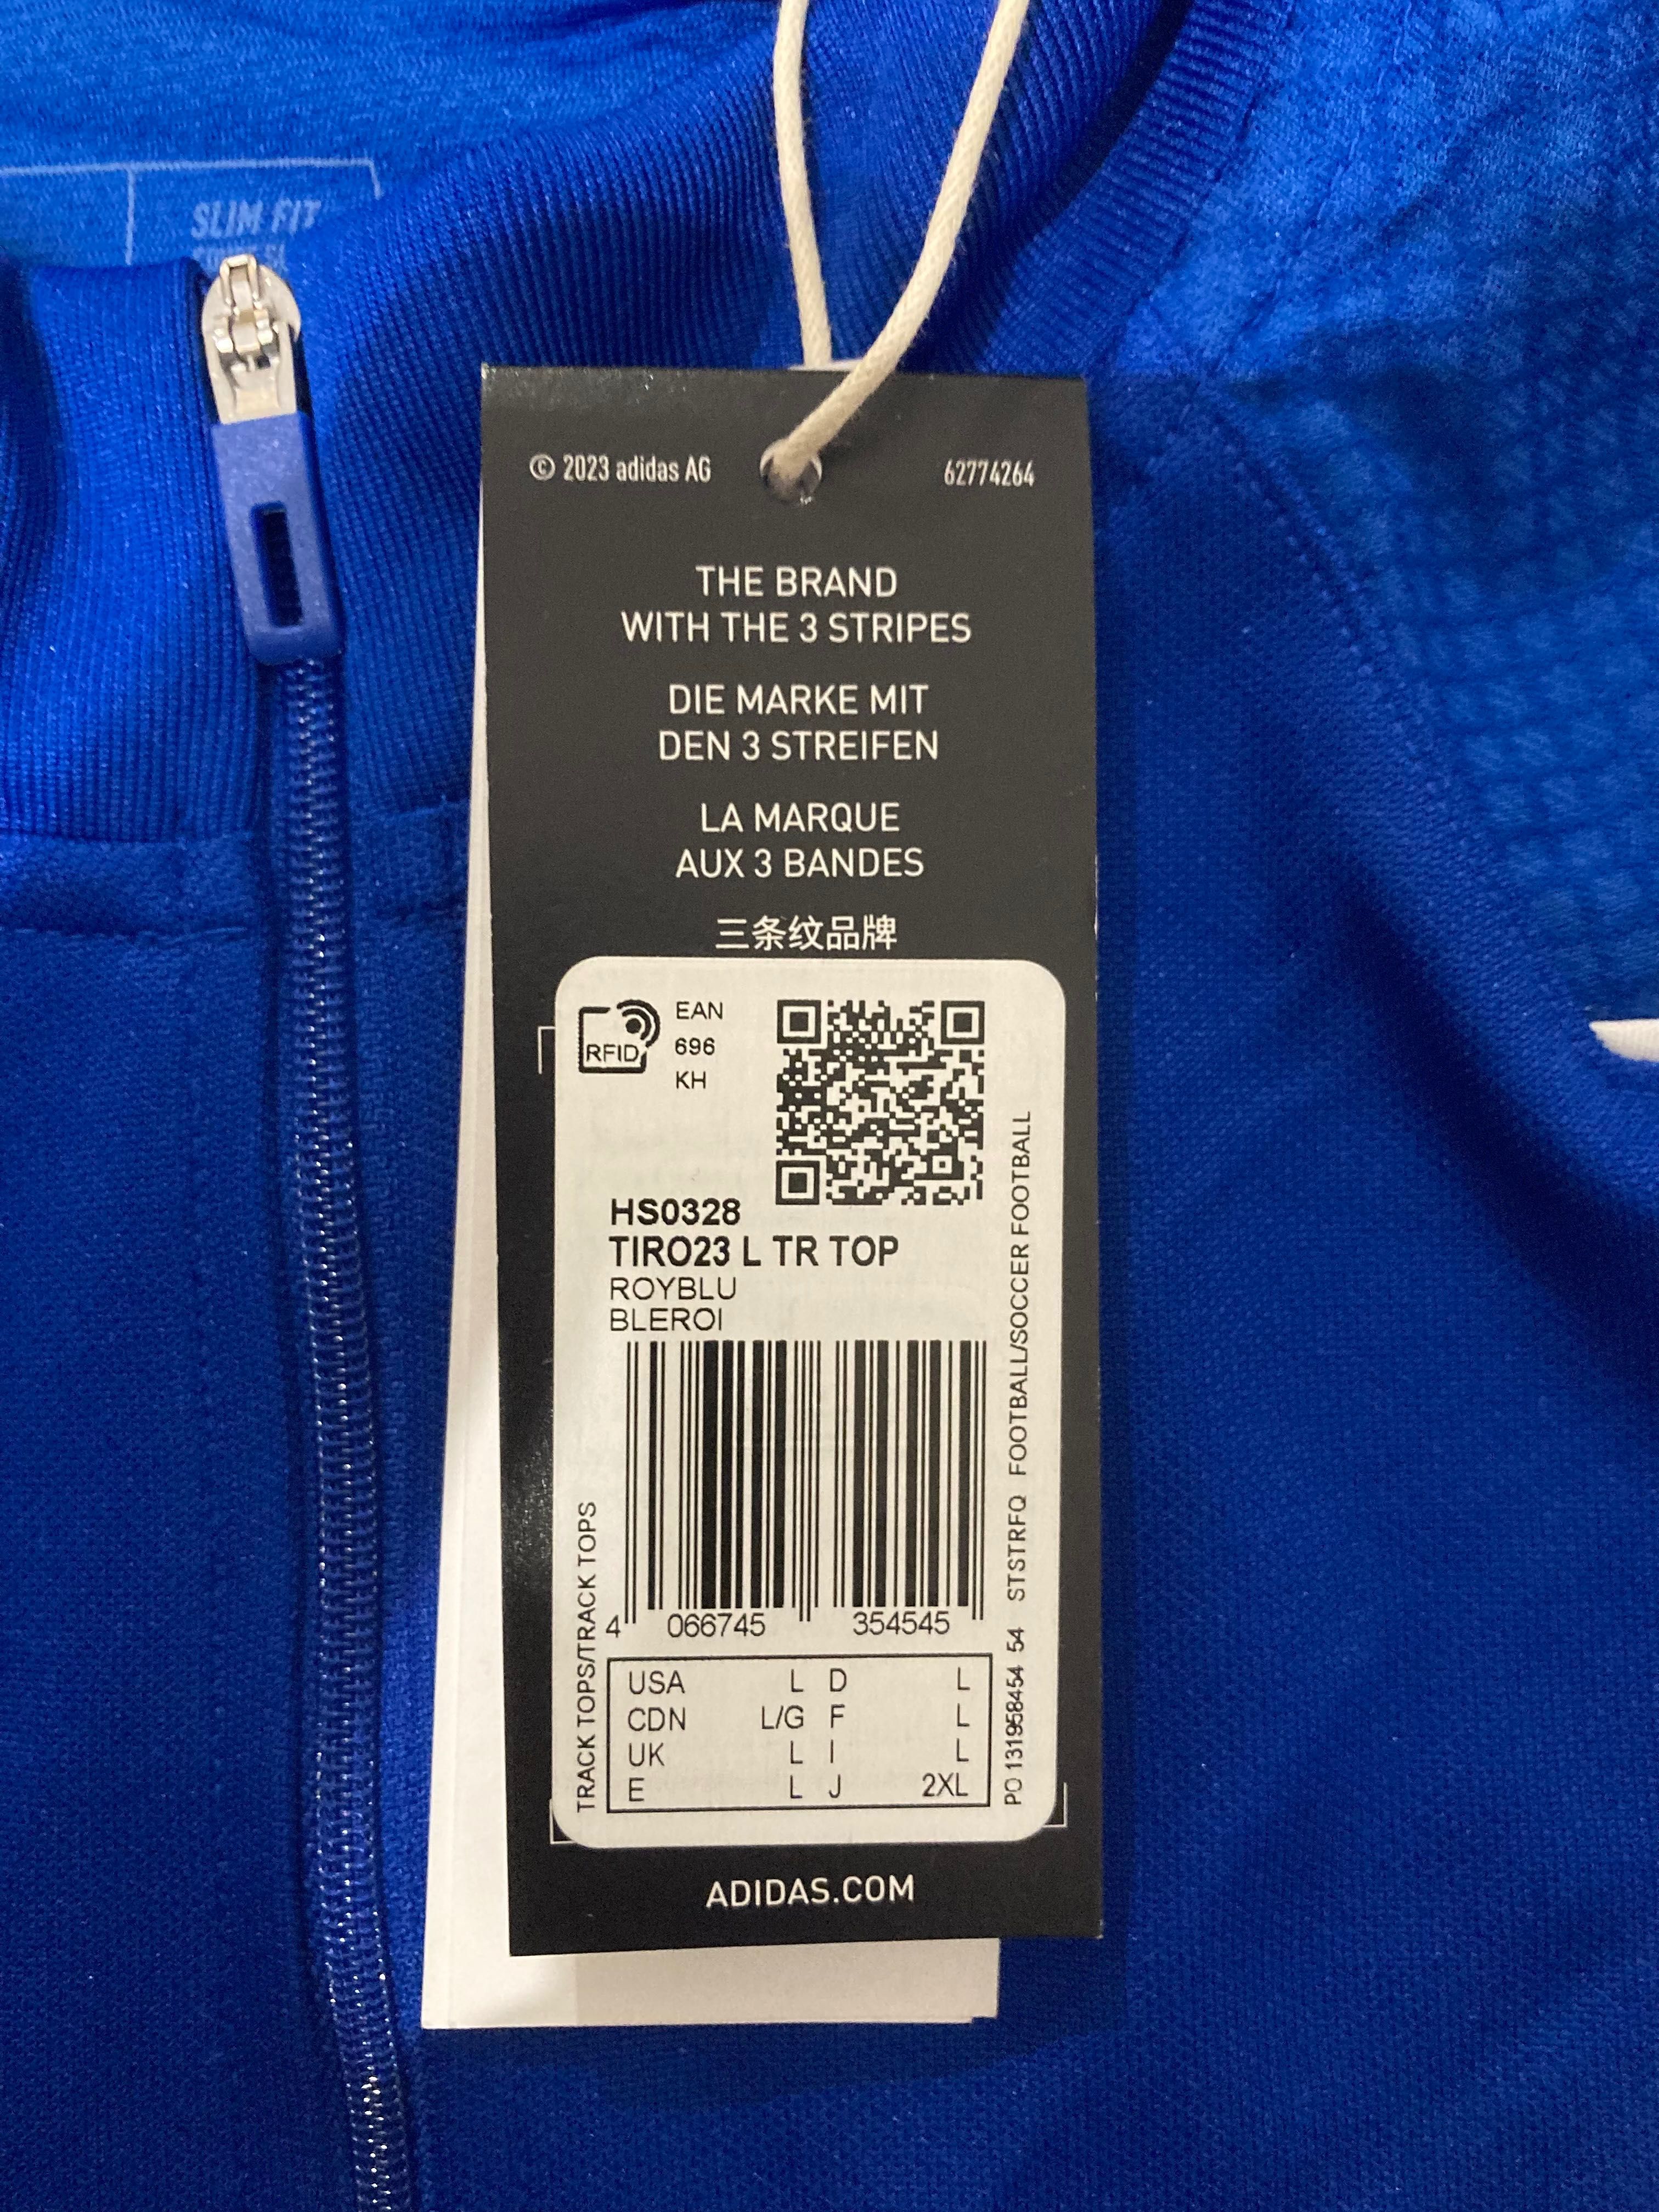 SLIM FIT
© 2023 adidas AG
62774264
THE BRAND
WITH THE 3 STRIPES
DIE MARKE MIT
DEN 3 STREIFEN
LA MARQUE
AUX 3 BANDES
三条纹品牌
RFID
EAN
696
KH
HS0328
TIRO23 L TR TOP
ROYBLU
BLEROI
4 066745 354545
USA L D L
CDN L/G F L
UK L I L
E L J 2XL
TRACK TOPS/TRACK TOPS
PO 131958454 54 STSTRFQ FOOTBALL/SOCCER FOOTBALL
ADIDAS.COM